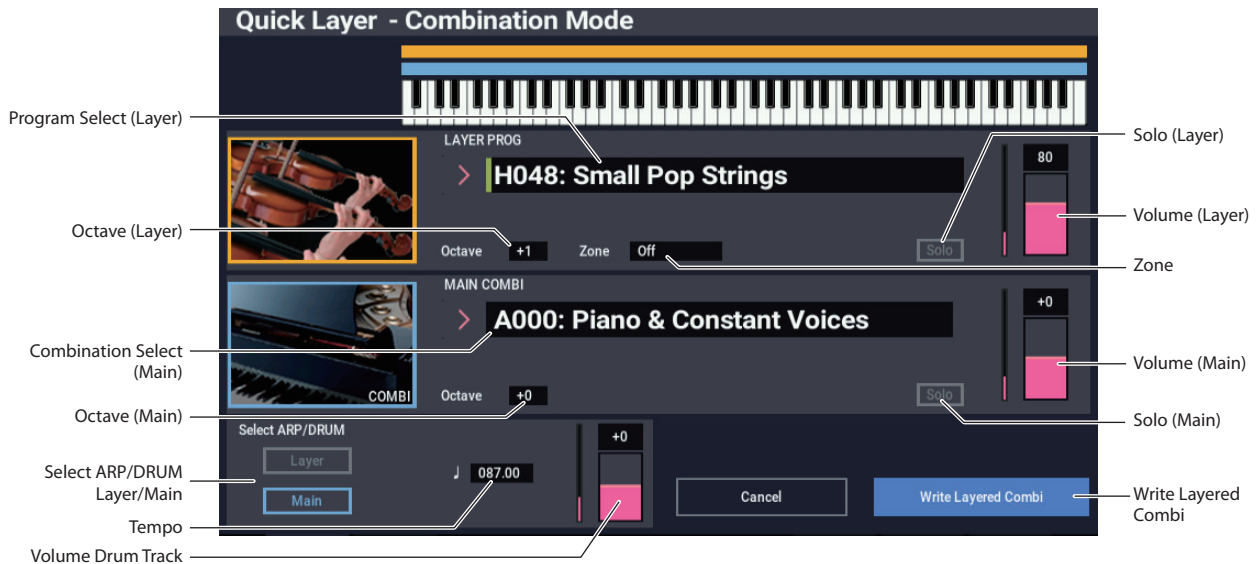 Quick Layer - Combination Mode
Program Select (Layer)
LAYER PROG
Solo (Layer)
80
H048: Small Pop Strings
Volume (Layer)
Octave (Layer)
Octave
+1
Zone
Off
Solo
Zone
MAIN COMBI
+0
A000: Piano & Constant Voices
Combination Select
(Main)
Volume (Main)
COMBI
Octave
+0
Solo
Octave (Main)
Solo (Main)
Select ARP/DRUM
+0
Layer
Select ARP/DRUM
Layer/Main
♩ 087.00
Main
Cancel
Write Layered Combi
Write Layered
Combi
Tempo
Volume Drum Track